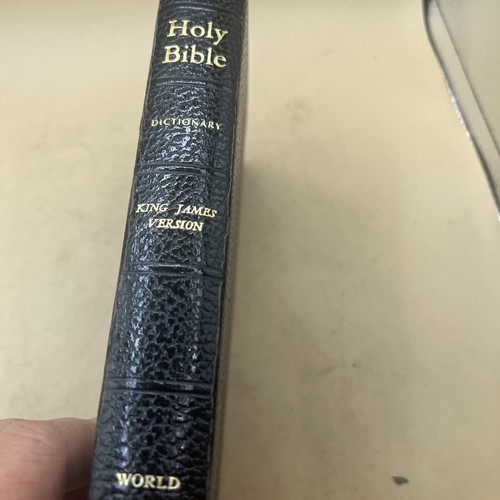 Holy
Bible
DICTIONARY
KING JAMES
VERSION
WORLD